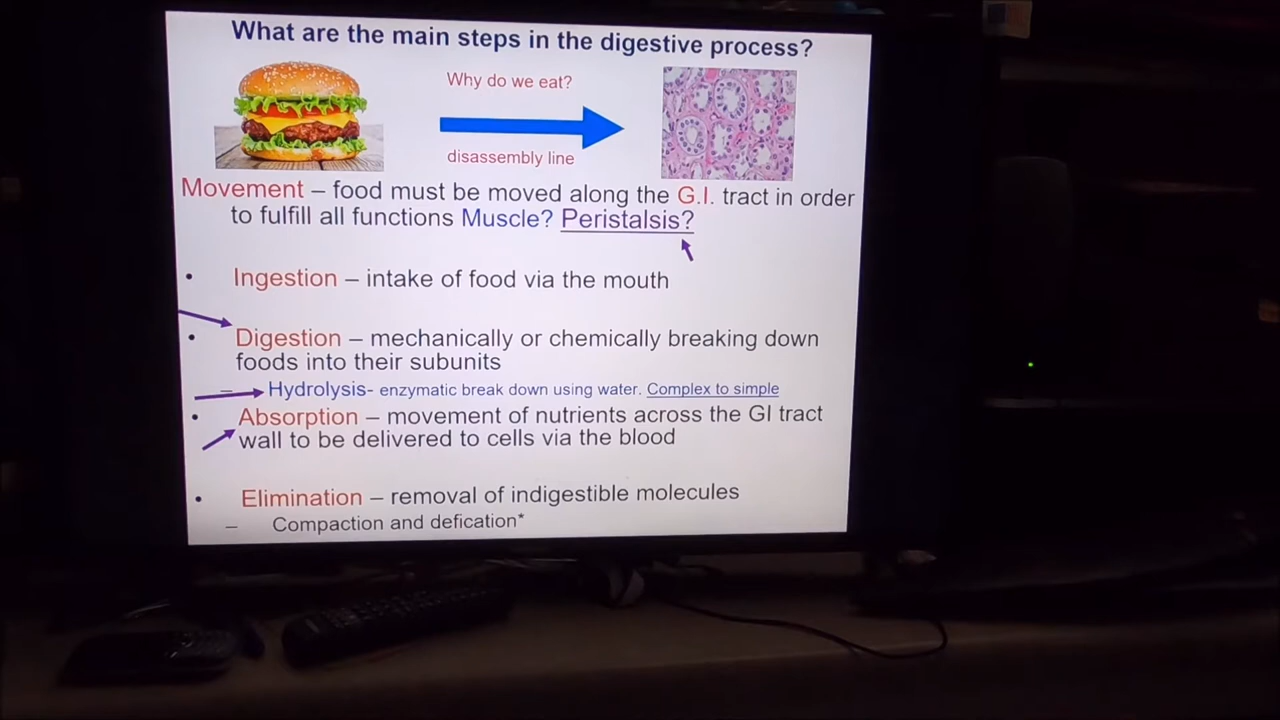 What are the main steps in the digestive process?
Why do we eat?
disassembly line
Movement – food must be moved along the G.I. tract in order
to fulfill all functions Muscle? Peristalsis?
• Ingestion – intake of food via the mouth
• Digestion – mechanically or chemically breaking down
foods into their subunits
– Hydrolysis- enzymatic break down using water. Complex to simple
• Absorption – movement of nutrients across the GI tract
wall to be delivered to cells via the blood
• Elimination – removal of indigestible molecules
– Compaction and defication*